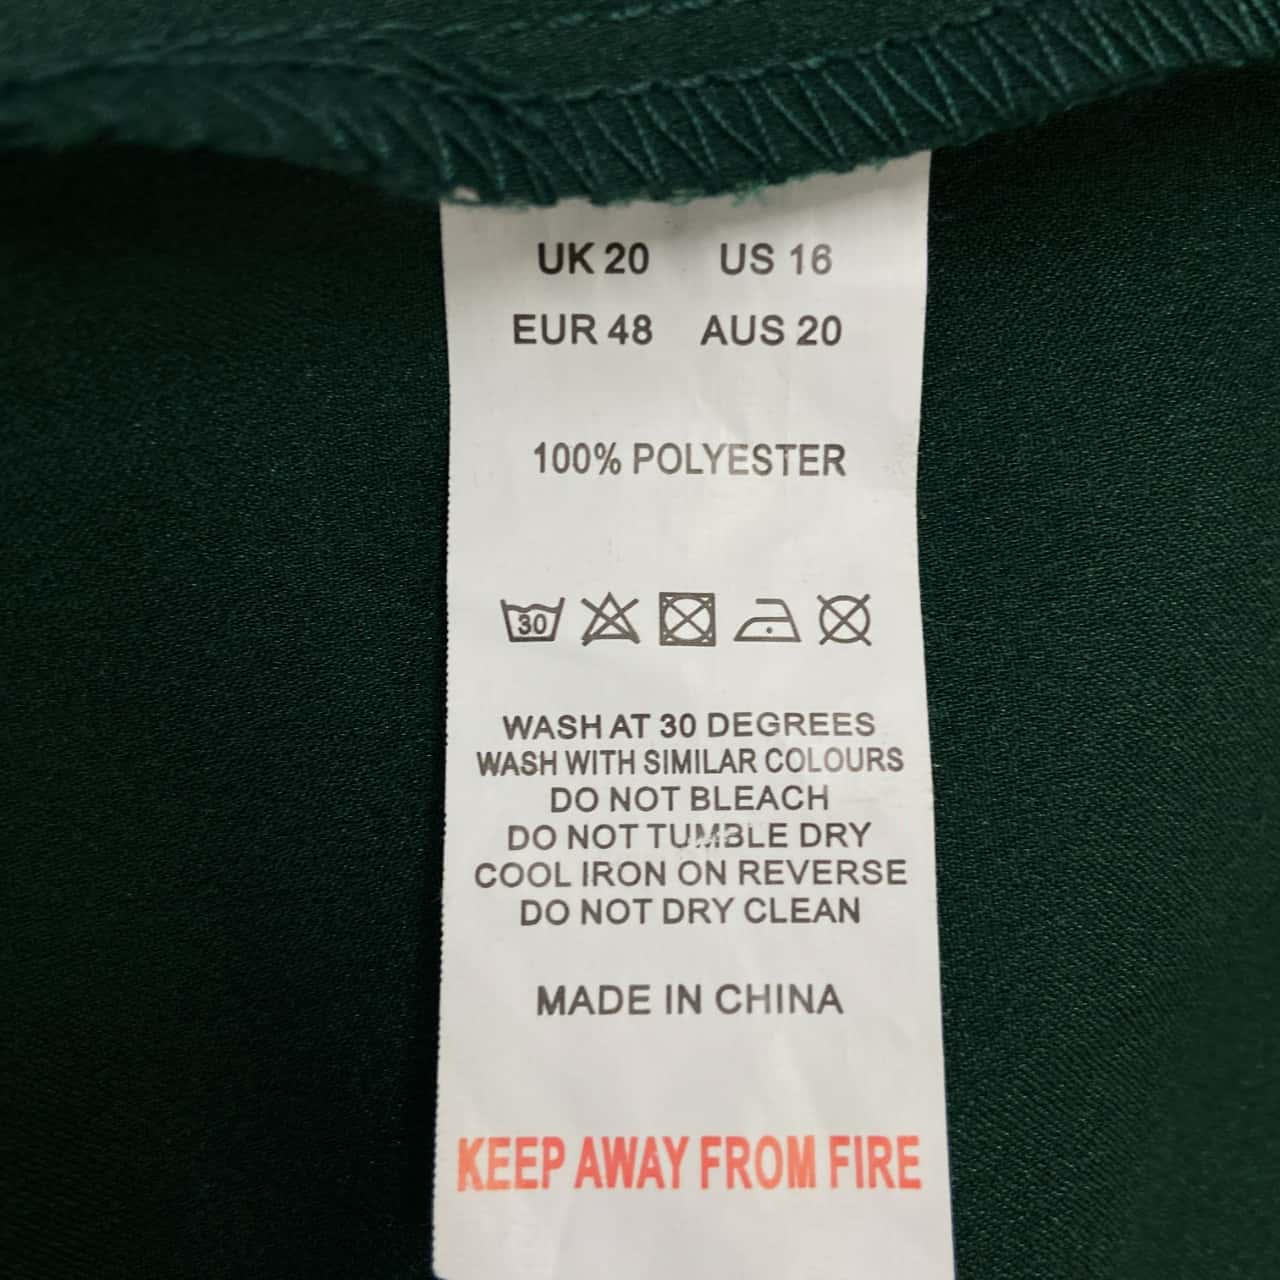 UK 20 US 16
EUR 48 AUS 20
100% POLYESTER
30
WASH AT 30 DEGREES
WASH WITH SIMILAR COLOURS
DO NOT BLEACH
DO NOT TUMBLE DRY
COOL IRON ON REVERSE
DO NOT DRY CLEAN
MADE IN CHINA
KEEP AWAY FROM FIRE